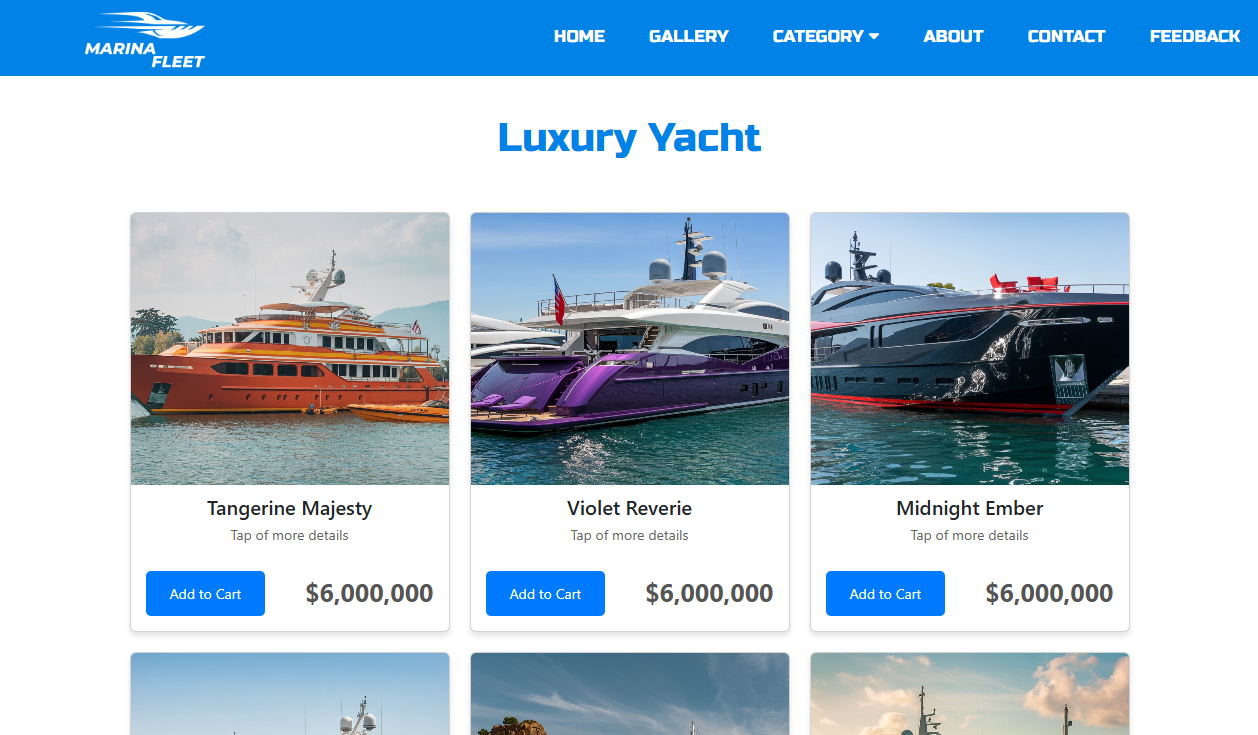 MARINA
FLEET
HOME GALLERY CATEGORY ABOUT CONTACT FEEDBACK
Luxury Yacht
Tangerine Majesty
Tap of more details
Add to Cart $6,000,000
Violet Reverie
Tap of more details
Add to Cart $6,000,000
Midnight Ember
Tap of more details
Add to Cart $6,000,000